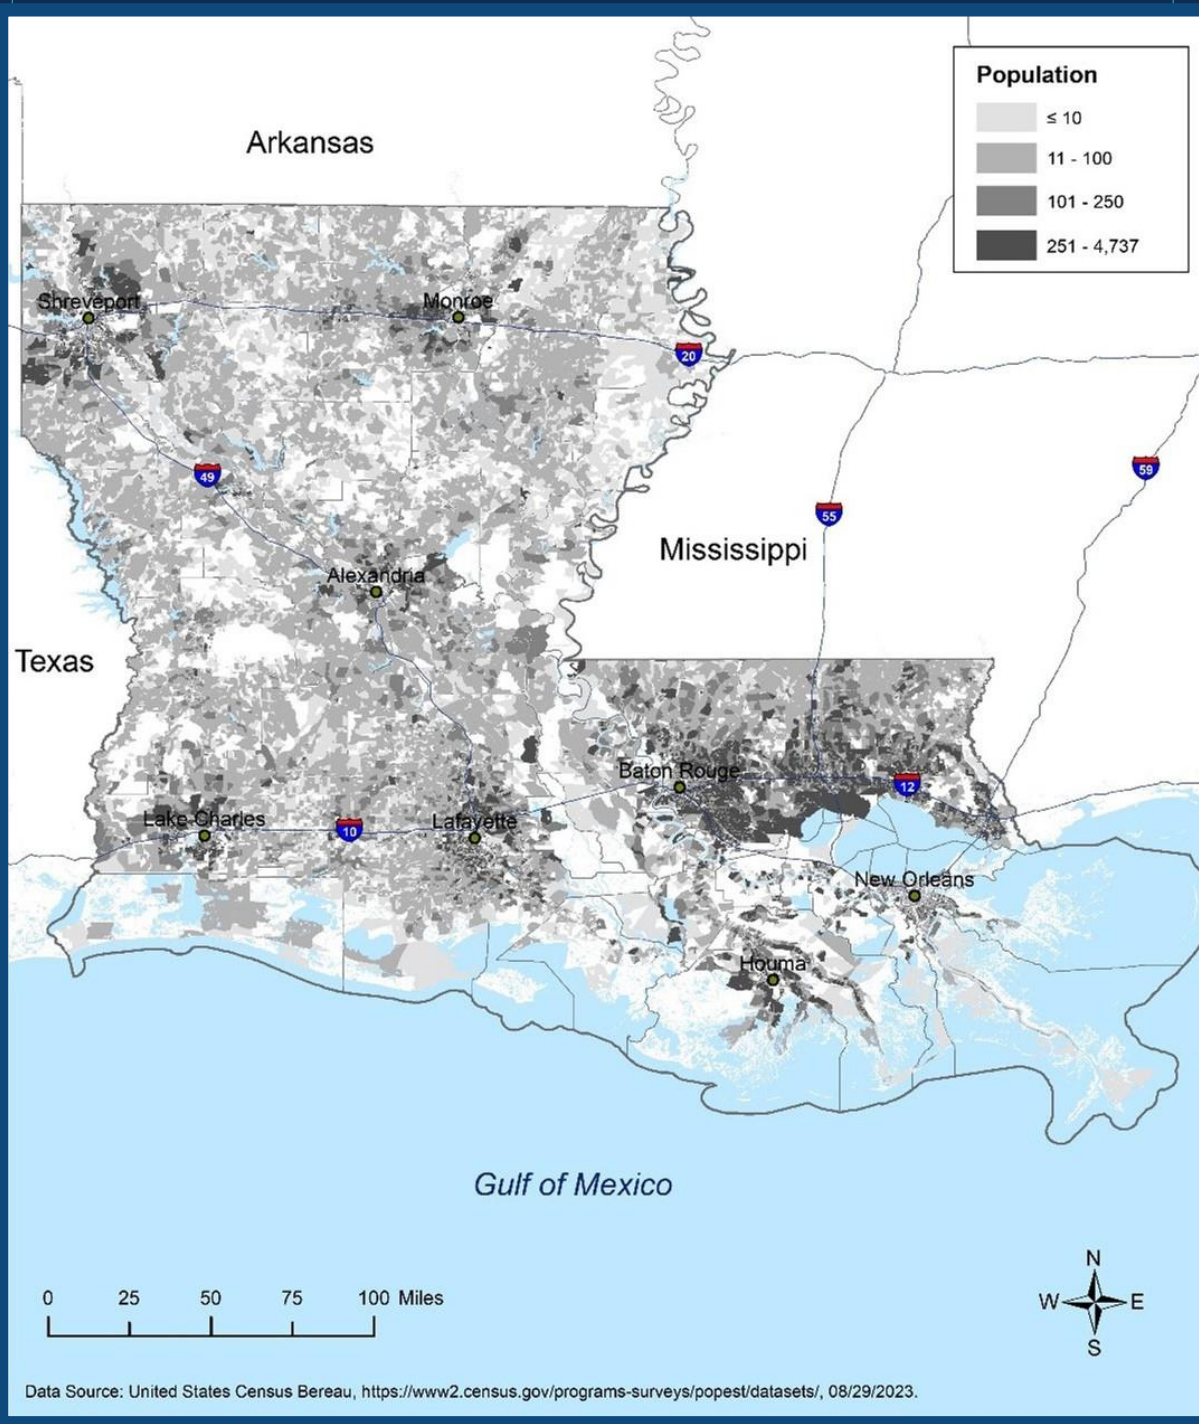 Population
≤ 10
11 - 100
101 - 250
251 - 4,737
Arkansas
Shreveport
Monroe
20
49
59
55
Mississippi
Alexandria
Texas
Baton Rouge
12
Lake Charles
10
Lafayette
New Orleans
Houma
Gulf of Mexico
N
W E
S
0 25 50 75 100 Miles
Data Source: United States Census Bereau, https://www2.census.gov/programs-surveys/popest/datasets/, 08/29/2023.